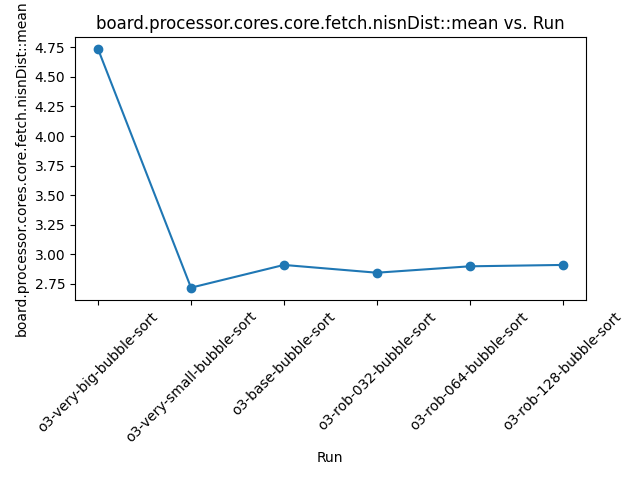 board.processor.cores.core.fetch.nisnDist::mean vs. Run
board.processor.cores.core.fetch.nisnDist::mean
4.75
4.50
4.25
4.00
3.75
3.50
3.25
3.00
2.75
o3-very-big-bubble-sort
o3-very-small-bubble-sort
o3-base-bubble-sort
o3-rob-032-bubble-sort
o3-rob-064-bubble-sort
o3-rob-128-bubble-sort
Run